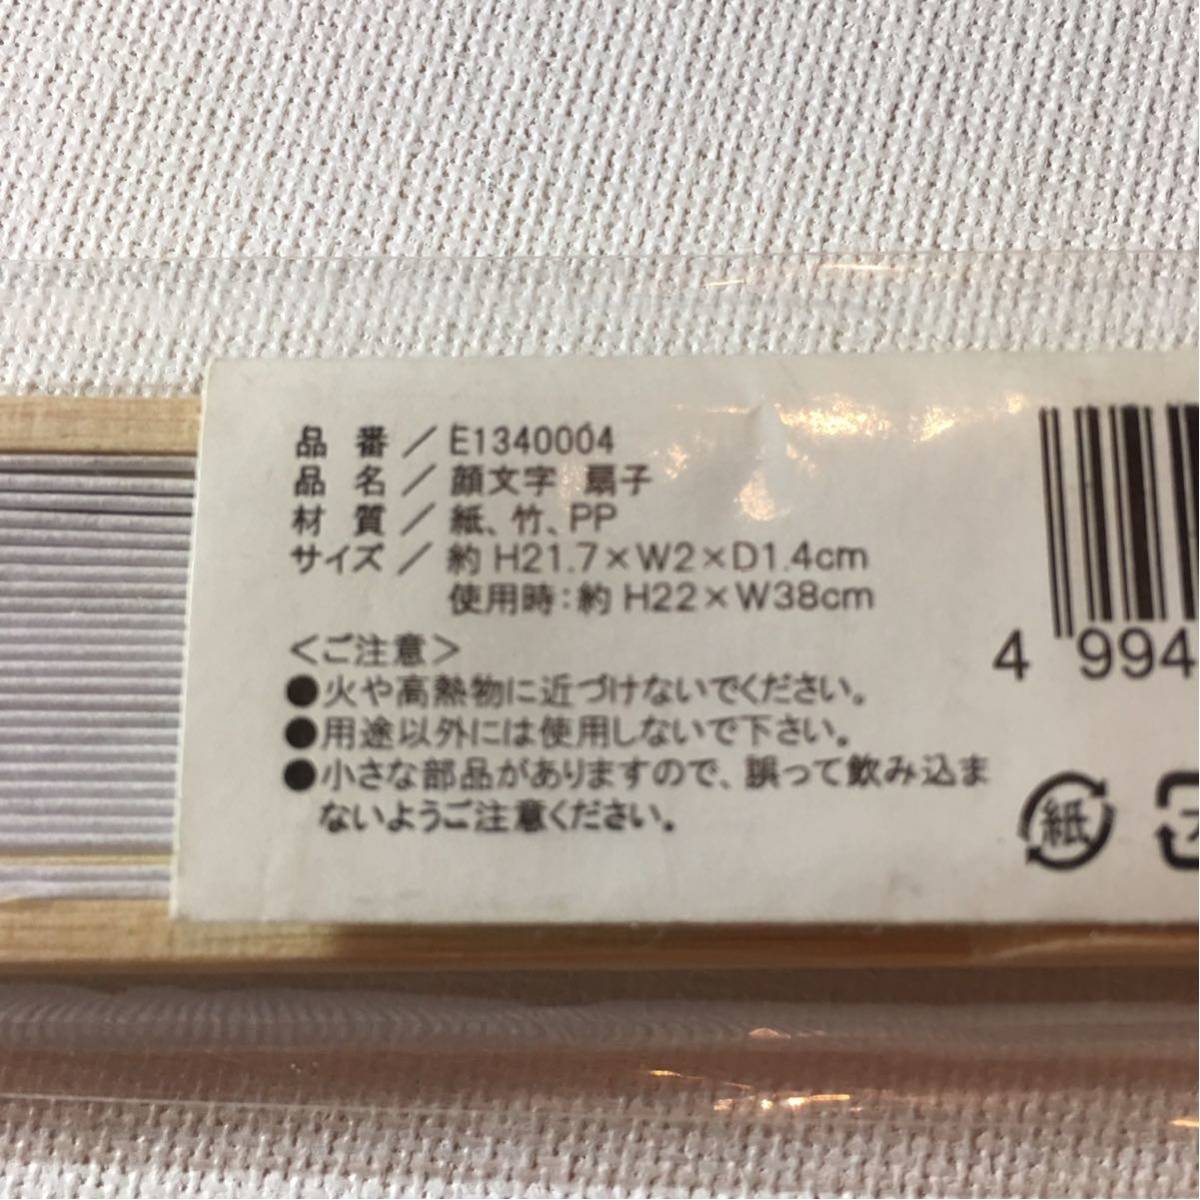 品 番／E1340004
品 名／顔文字 扇子
材 質／紙、竹、PP
サイズ／約 H21.7×W2×D1.4cm
使用時：約 H22×W38cm
＜ご注意＞
●火や高熱物に近づけないでください。
●用途以外には使用しないで下さい。
●小さな部品がありますので、誤って飲み込ま
ないようご注意ください。
4 994
紙